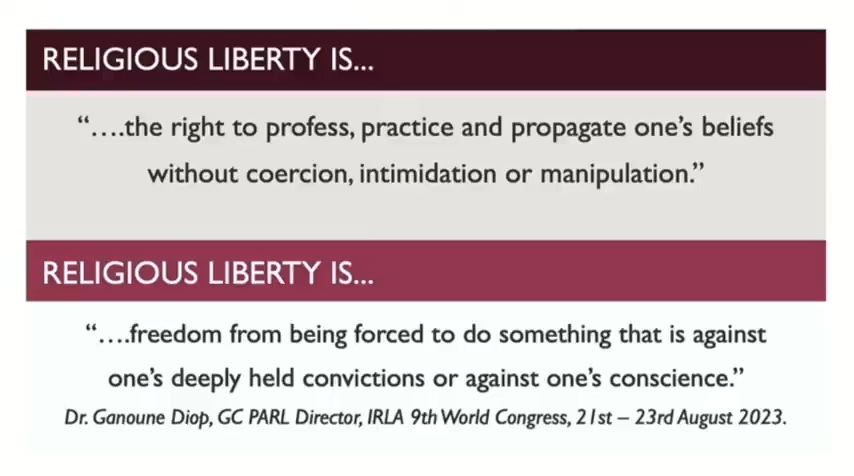 RELIGIOUS LIBERTY IS...
“….the right to profess, practice and propagate one’s beliefs
without coercion, intimidation or manipulation.”
RELIGIOUS LIBERTY IS...
“….freedom from being forced to do something that is against
one’s deeply held convictions or against one’s conscience.”
Dr. Ganoune Diop, GC PARL Director, IRLA 9th World Congress, 21st – 23rd August 2023.